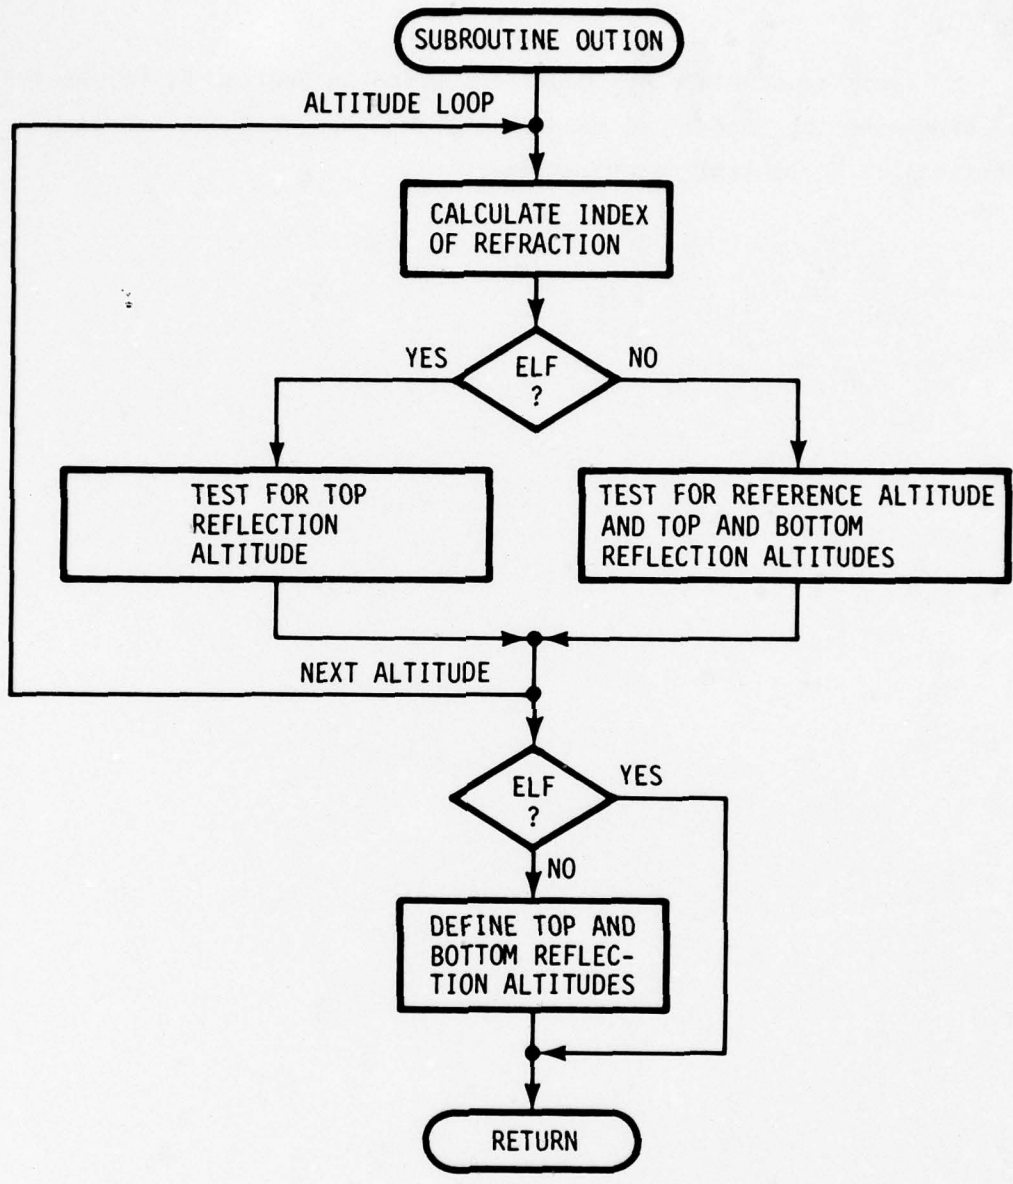 SUBROUTINE OUTION
ALTITUDE LOOP
CALCULATE INDEX
OF REFRACTION
YES
ELF
?
NO
TEST FOR TOP
REFLECTION
ALTITUDE
TEST FOR REFERENCE ALTITUDE
AND TOP AND BOTTOM
REFLECTION ALTITUDES
NEXT ALTITUDE
ELF
?
YES
NO
DEFINE TOP AND
BOTTOM REFLEC-
TION ALTITUDES
RETURN